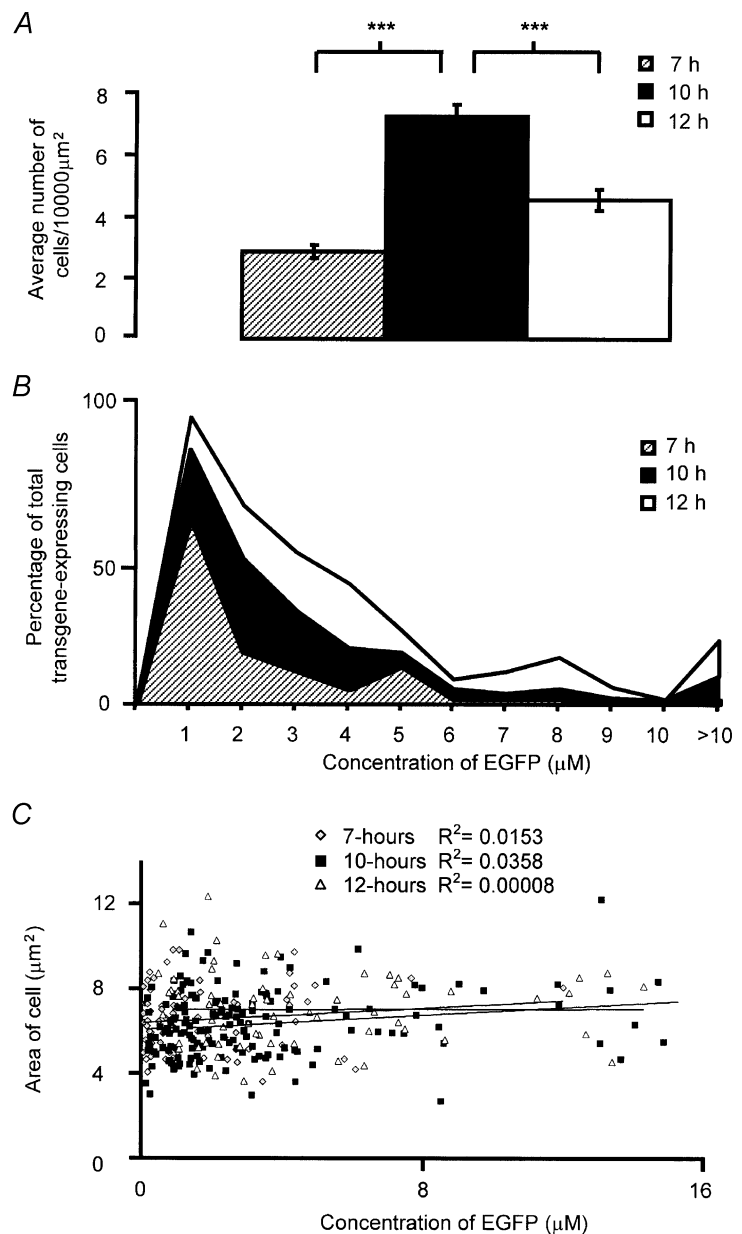 A
*** ***
7 h
10 h
12 h
Average number of
cells/10000μm²
8
6
4
2
0
B
Percentage of total
transgene-expressing cells
100
50
0
7 h
10 h
12 h
1 2 3 4 5 6 7 8 9 10 >10
Concentration of EGFP (μM)
C
7-hours R²= 0.0153
10-hours R²= 0.0358
12-hours R²= 0.00008
Area of cell (μm²)
12
8
4
0
0 8 16
Concentration of EGFP (μM)